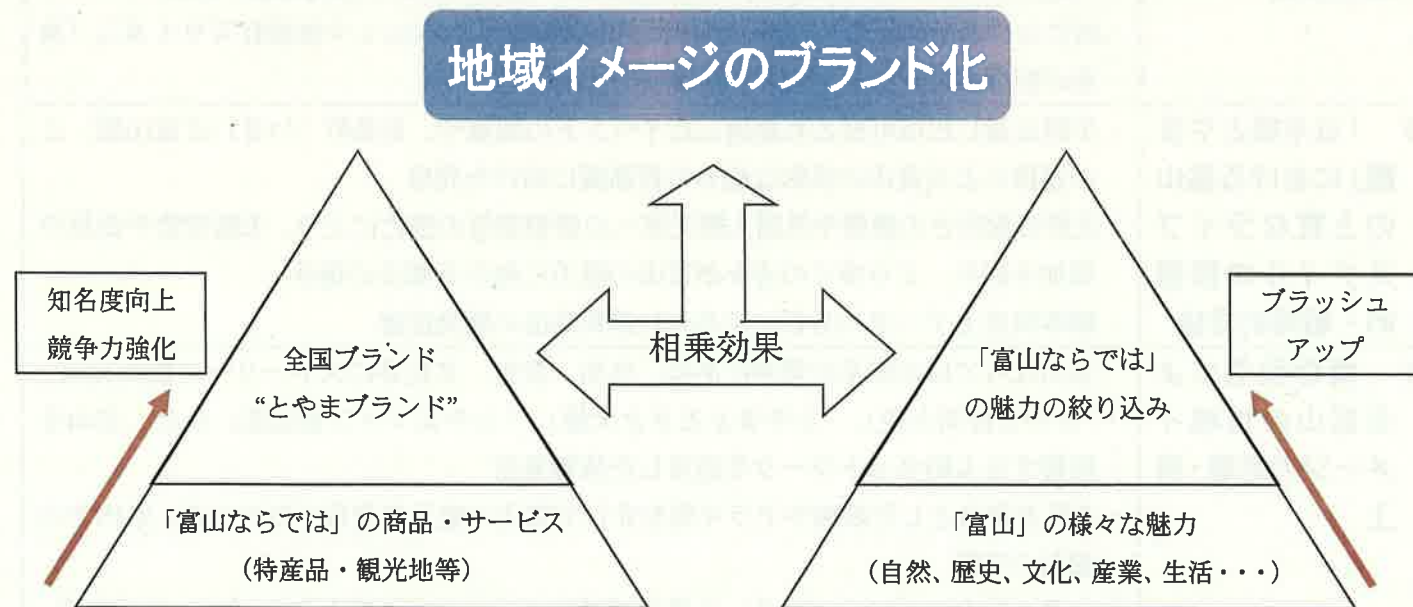 地域イメージのブランド化
知名度向上
競争力強化
全国ブランド
“とやまブランド”
「富山ならでは」の商品・サービス
(特産品・観光地等)
相乗効果
「富山ならでは」
の魅力の絞り込み
「富山」の様々な魅力
(自然、歴史、文化、産業、生活・・・)
ブラッシュ
アップ